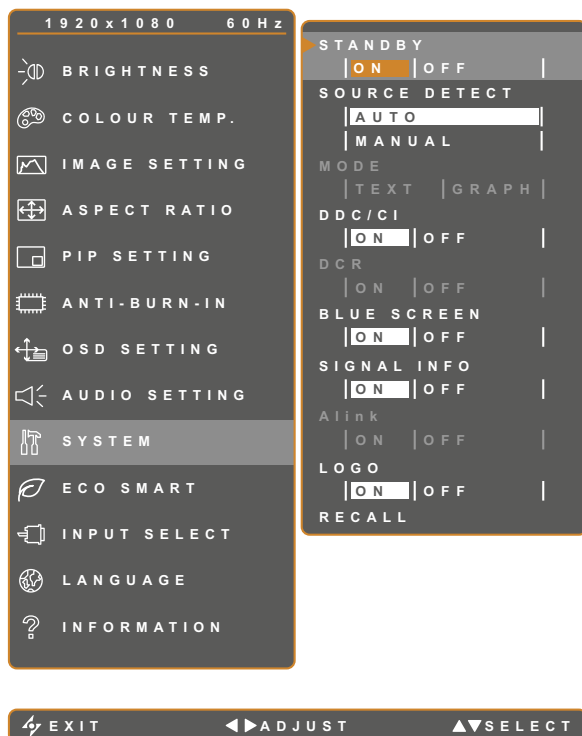 1920x1080 60Hz
BRIGHTNESS
COLOUR TEMP.
IMAGE SETTING
ASPECT RATIO
PIP SETTING
ANTI-BURN-IN
OSD SETTING
AUDIO SETTING
SYSTEM
ECO SMART
INPUT SELECT
LANGUAGE
INFORMATION
STANDBY
ON OFF
SOURCE DETECT
AUTO
MANUAL
MODE
TEXT GRAPH
DDC/CI
ON OFF
DCR
ON OFF
BLUE SCREEN
ON OFF
SIGNAL INFO
ON OFF
Alink
ON OFF
LOGO
ON OFF
RECALL
EXIT ADJUST SELECT